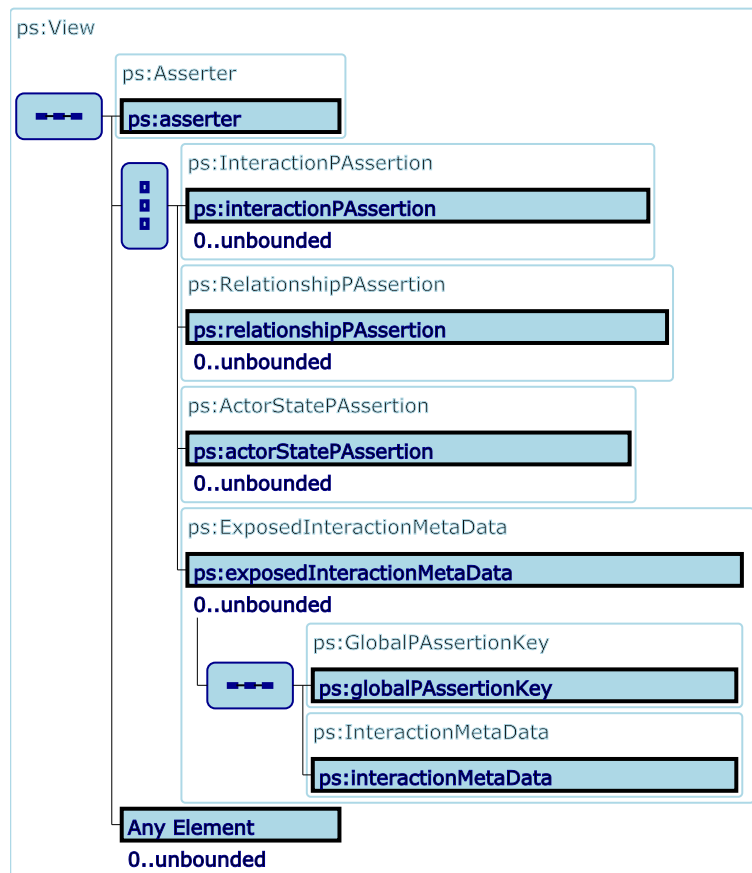 ps:View
ps:Asserter
ps:asserter
ps:InteractionPAssertion
ps:interactionPAssertion
0..unbounded
ps:RelationshipPAssertion
ps:relationshipPAssertion
0..unbounded
ps:ActorStatePAssertion
ps:actorStatePAssertion
0..unbounded
ps:ExposedInteractionMetaData
ps:exposedInteractionMetaData
0..unbounded
ps:GlobalPAssertionKey
ps:globalPAssertionKey
ps:InteractionMetaData
ps:interactionMetaData
Any Element
0..unbounded